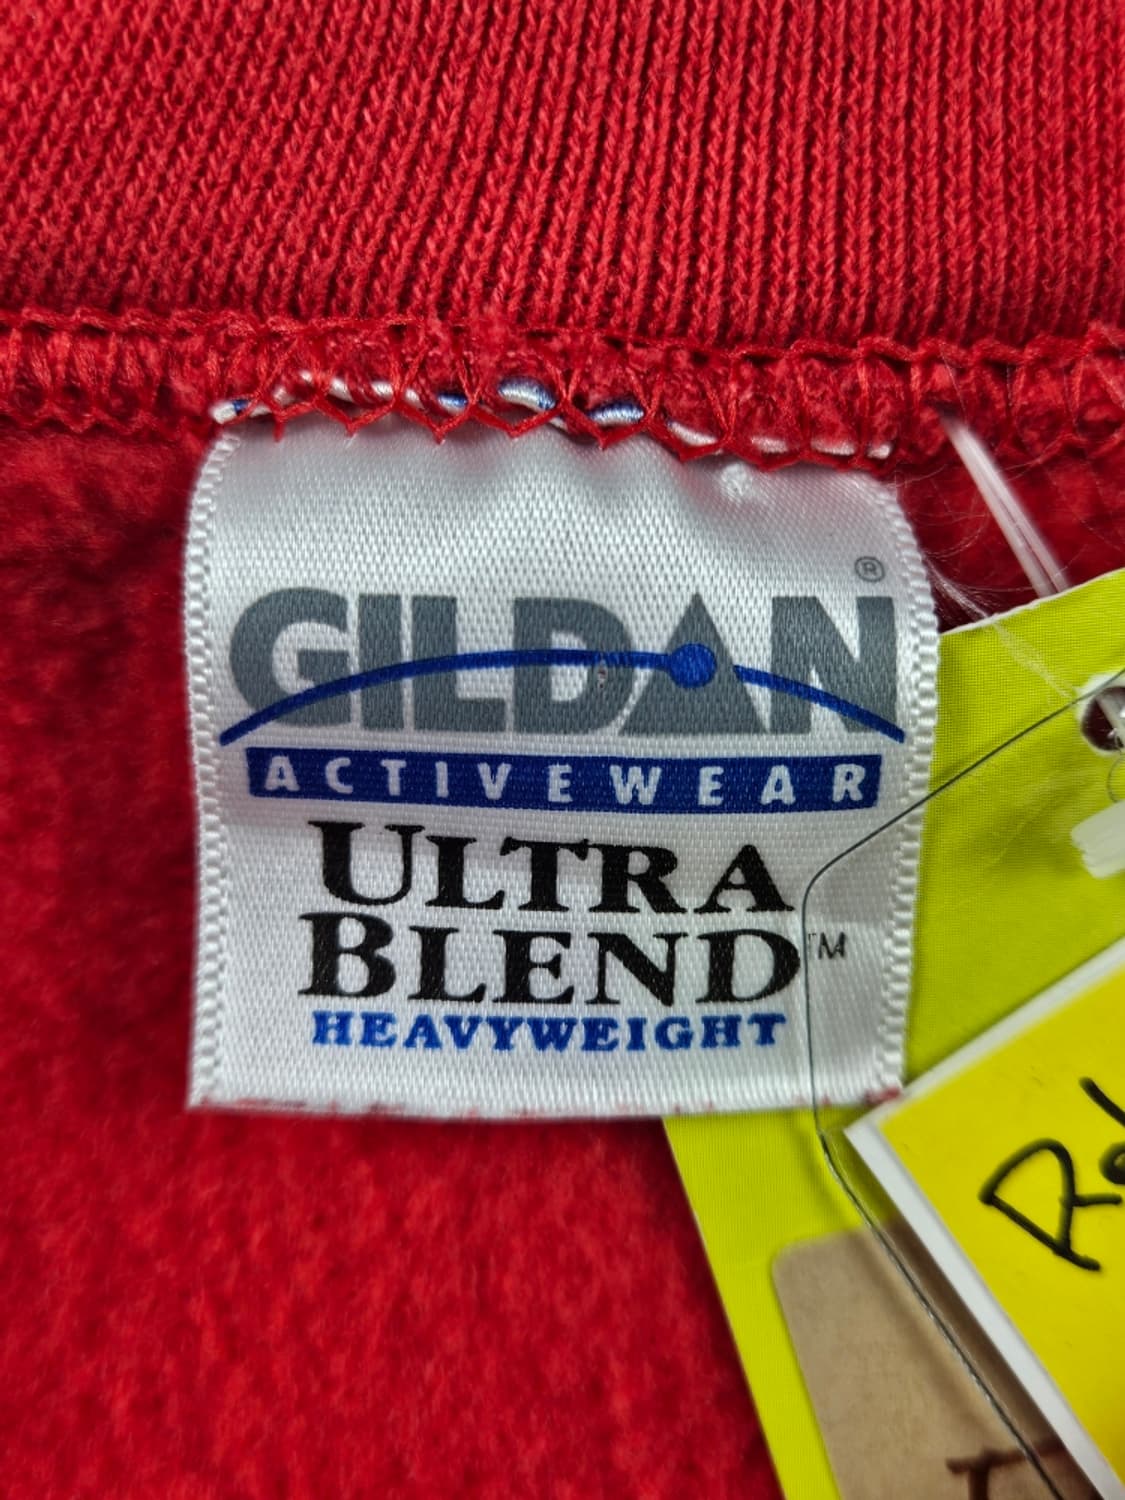 GILDAN®
ACTIVEWEAR
ULTRA
BLEND™
HEAVYWEIGHT